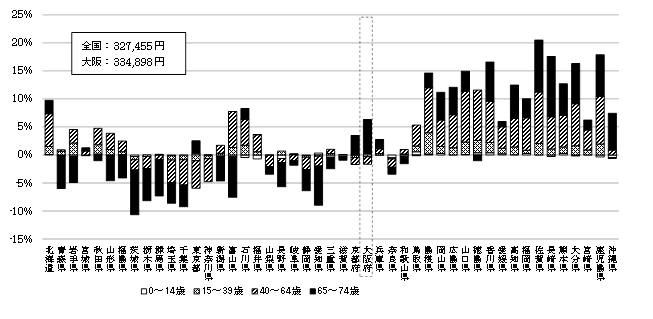 25%
20%
15%
10%
5%
0%
-5%
-10%
-15%
全国：327,455円
大阪：334,898円
北海道
青森県
岩手県
宮城県
秋田県
山形県
福島県
茨城県
栃木県
群馬県
埼玉県
千葉県
東京都
神奈川県
新潟県
富山県
石川県
福井県
山梨県
長野県
岐阜県
静岡県
愛知県
三重県
滋賀県
京都府
大阪府
兵庫県
奈良県
和歌山県
鳥取県
島根県
岡山県
広島県
山口県
徳島県
香川県
愛媛県
高知県
福岡県
佐賀県
長崎県
熊本県
大分県
宮崎県
鹿児島県
沖縄県
0～14歳 15～39歳 40～64歳 65～74歳